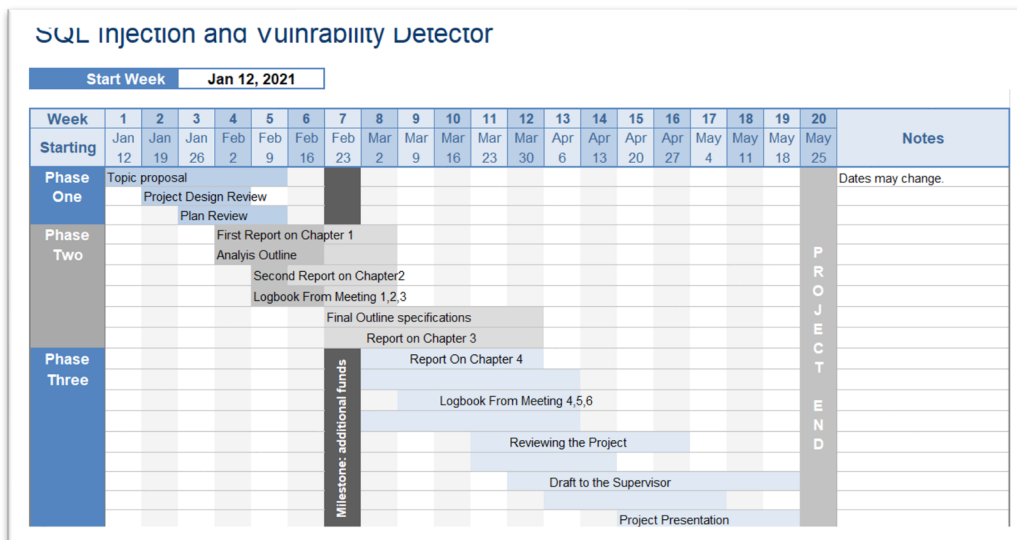 SQL Injection and Vulnrability Detector
Start Week Jan 12, 2021
Week 1 2 3 4 5 6 7 8 9 10 11 12 13 14 15 16 17 18 19 20
Starting Jan Jan Jan Feb Feb Feb Feb Mar Mar Mar Mar Mar Apr Apr Apr Apr May May May May Notes
12 19 26 2 9 16 23 2 9 16 23 30 6 13 20 27 4 11 18 25
Phase One
Topic proposal
Dates may change.
Project Design Review
Plan Review
Phase Two
First Report on Chapter 1
Analyis Outline
Second Report on Chapter2
Logbook From Meeting 1,2,3
Final Outline specifications
Report on Chapter 3
Phase Three
Report On Chapter 4
Logbook From Meeting 4,5,6
Reviewing the Project
Draft to the Supervisor
Project Presentation
Milestone: additional funds
PROJECT END